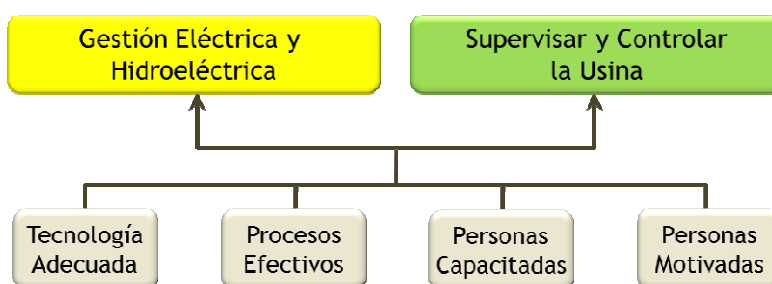 Gestión Eléctrica y
Hidroeléctrica
Supervisar y Controlar
la Usina
Tecnología
Adecuada
Procesos
Efectivos
Personas
Capacitadas
Personas
Motivadas